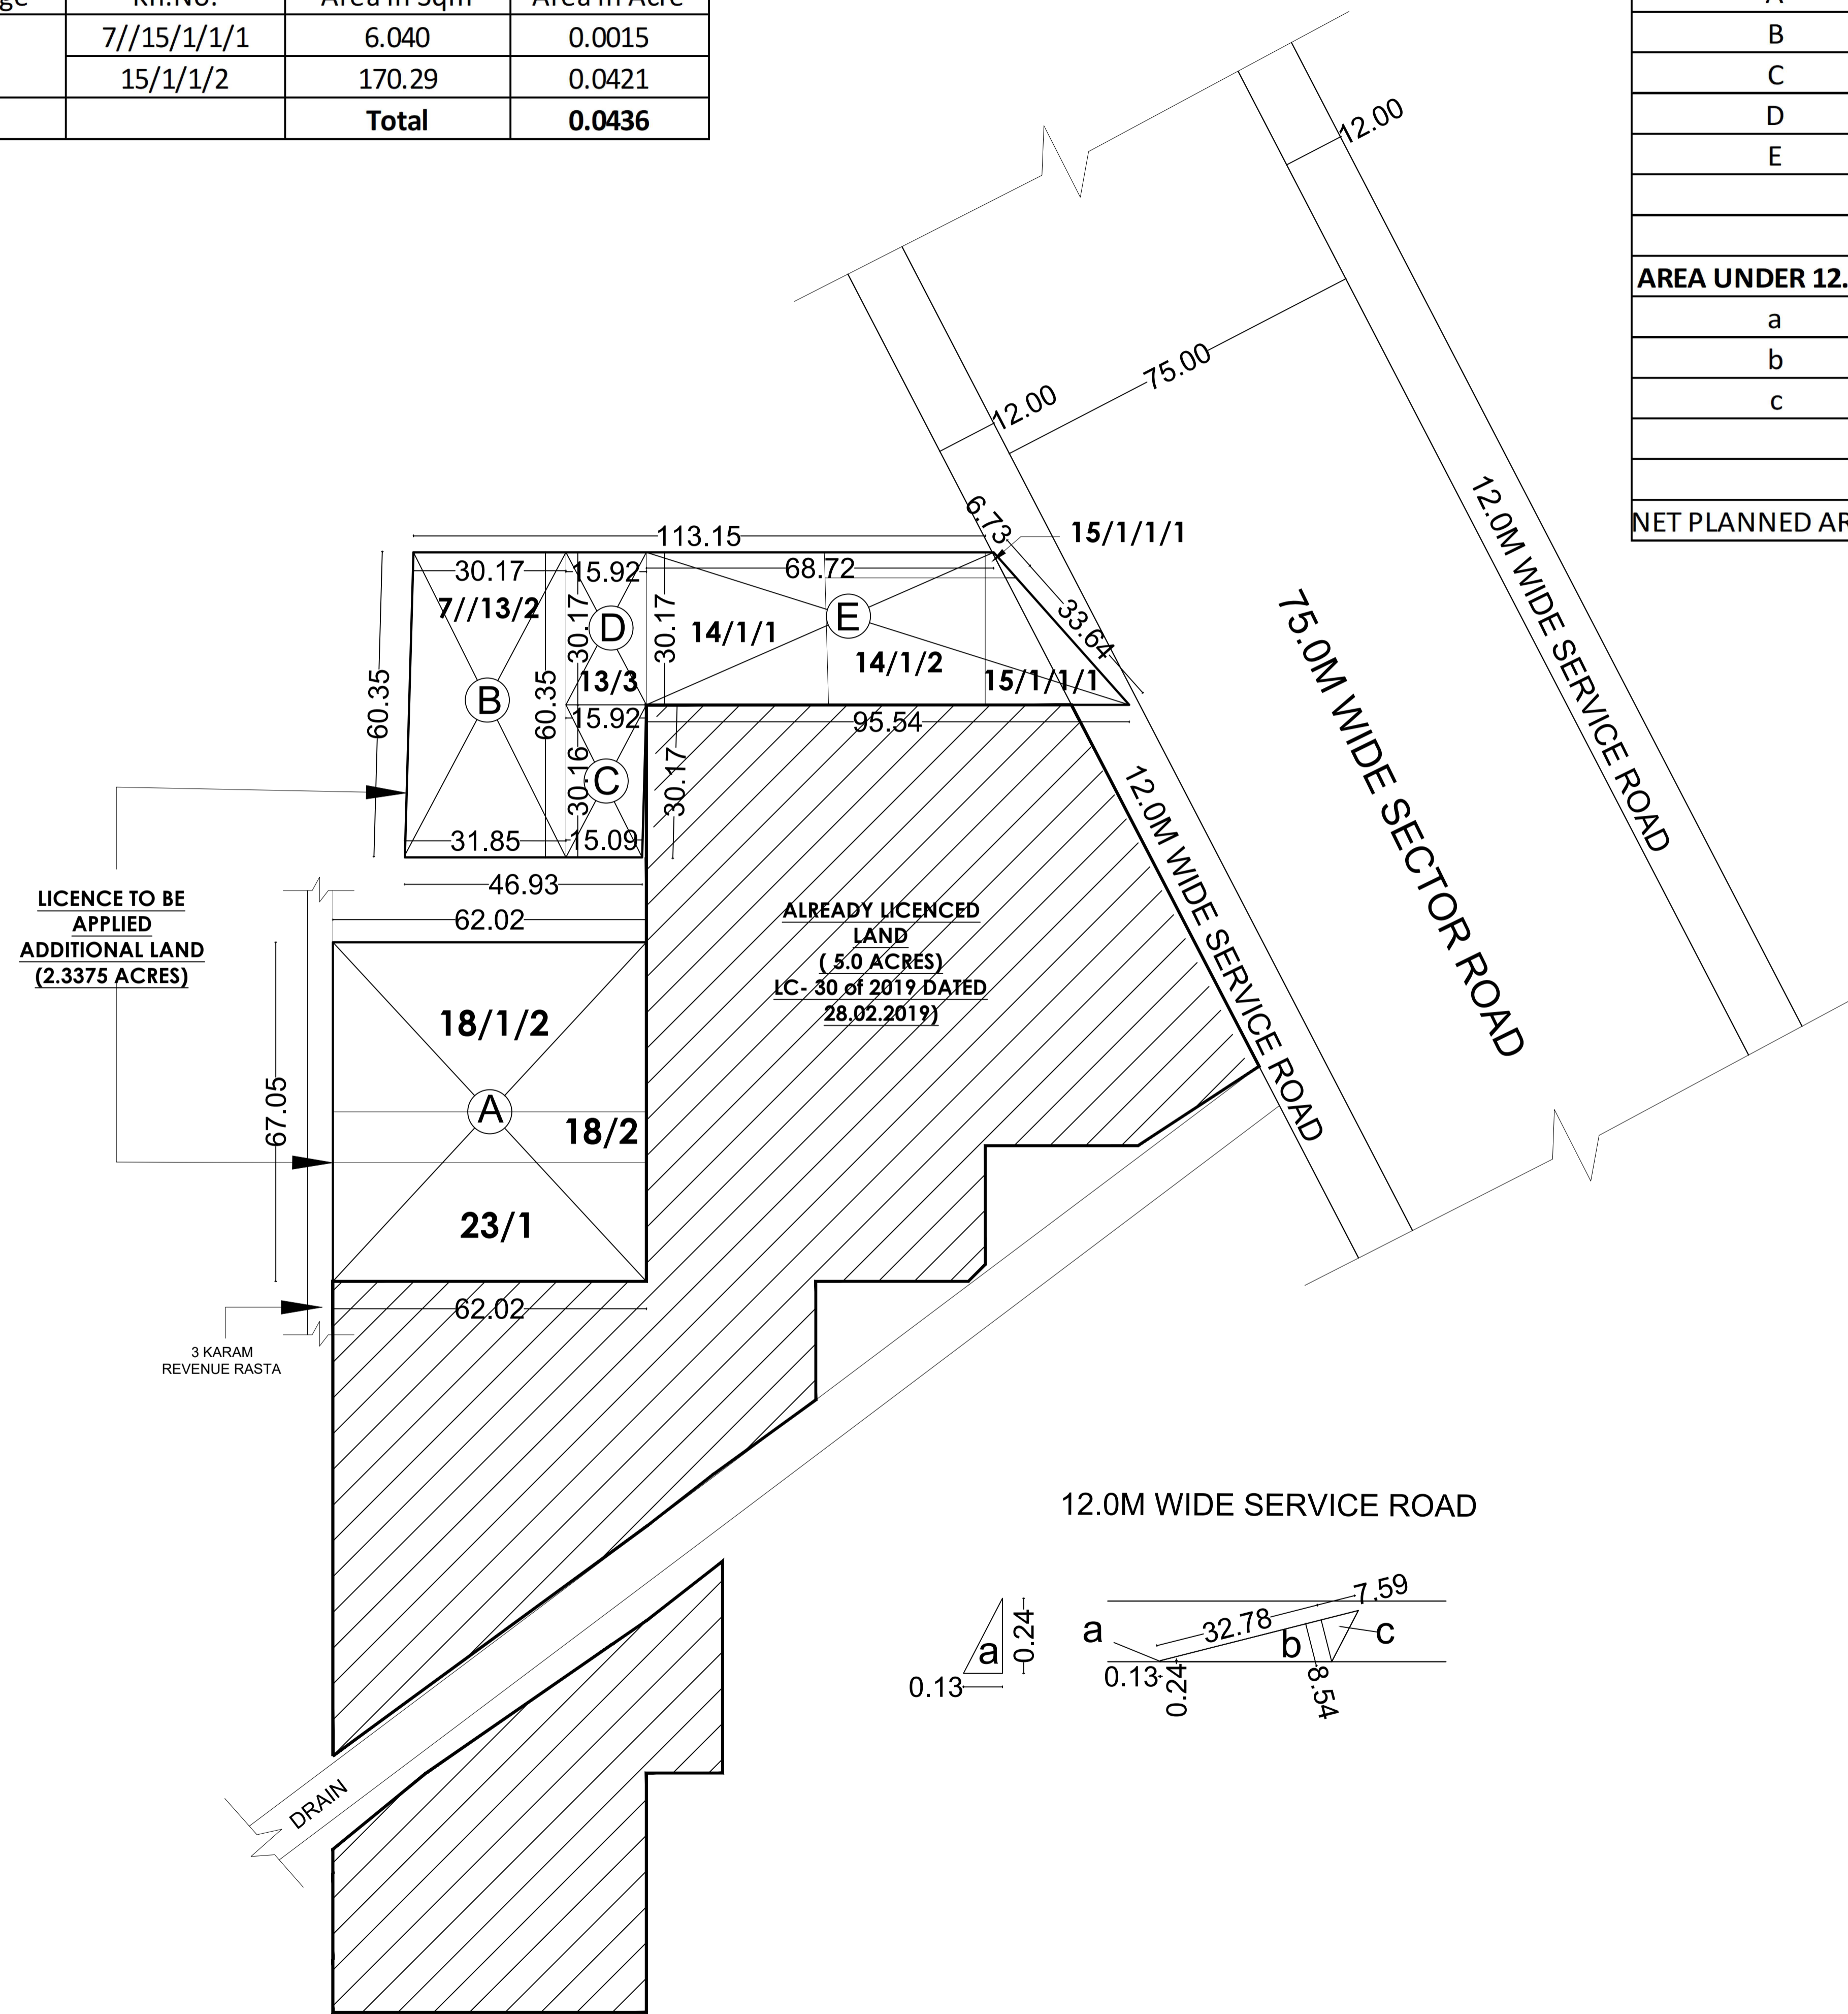 ge Kh.No. Area in Sqm Area in Acre
7//15/1/1/1 6.040 0.0015
15/1/1/2 170.29 0.0421
Total 0.0436
A
B
C
D
E
AREA UNDER 12.
a
b
c
NET PLANNED AR
12.00
75.00
12.00
12.0M WIDE SERVICE ROAD
75.0M WIDE SECTOR ROAD
12.0M WIDE SERVICE ROAD
6.73
15/1/1/1
33.64
113.15
30.17
15.92
68.72
7//13/2
60.35
B
60.35
30.17
D
30.17
13/3
14/1/1
E
14/1/2
15/1/1/1
15.92
95.54
30.16
C
30.17
31.85
15.09
46.93
62.02
LICENCE TO BE
APPLIED
ADDITIONAL LAND
(2.3375 ACRES)
ALREADY LICENCED
LAND
( 5.0 ACRES)
LC- 30 of 2019 DATED
28.02.2019)
18/1/2
67.05
A
18/2
23/1
62.02
3 KARAM
REVENUE RASTA
DRAIN
12.0M WIDE SERVICE ROAD
a
0.24
0.13
a
32.78
7.59
b
c
0.13
0.24
8.54